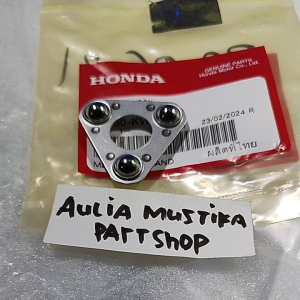 HONDA
GENUINE PARTS
Honda Motor Co., Ltd.
23/02/2024 R
ผลิตที่ไทย
AULIA MUSTIKA
PARTSHOP